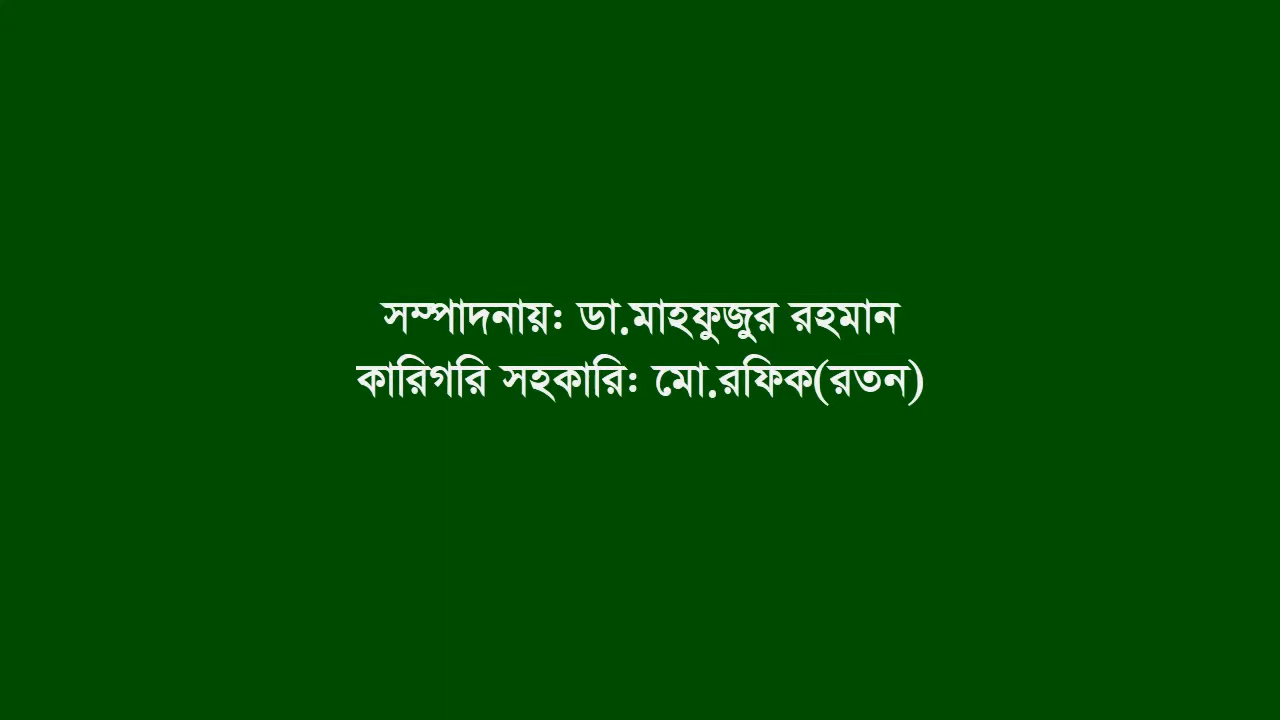 সম্পাদনায়: ডা.মাহফুজুর রহমান
কারিগরি সহকারি: মো.রফিক(রতন)